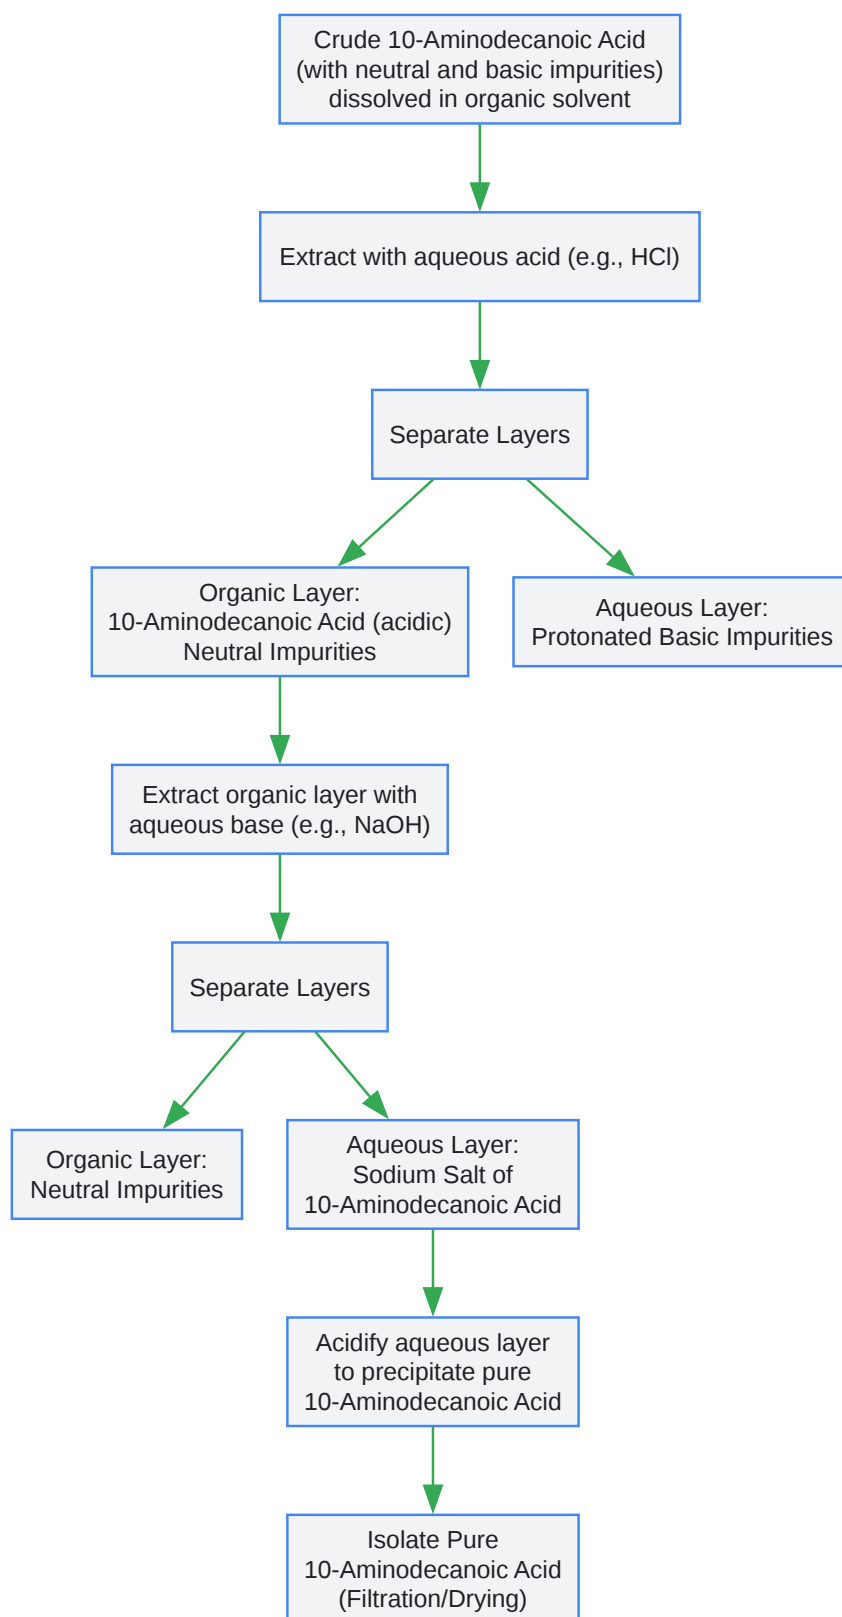 Crude 10-Aminodecanoic Acid
(with neutral and basic impurities)
dissolved in organic solvent
Extract with aqueous acid (e.g., HCl)
Separate Layers
Organic Layer:
10-Aminodecanoic Acid (acidic)
Neutral Impurities
Aqueous Layer:
Protonated Basic Impurities
Extract organic layer with
aqueous base (e.g., NaOH)
Separate Layers
Organic Layer:
Neutral Impurities
Aqueous Layer:
Sodium Salt of
10-Aminodecanoic Acid
Acidify aqueous layer
to precipitate pure
10-Aminodecanoic Acid
Isolate Pure
10-Aminodecanoic Acid
(Filtration/Drying)